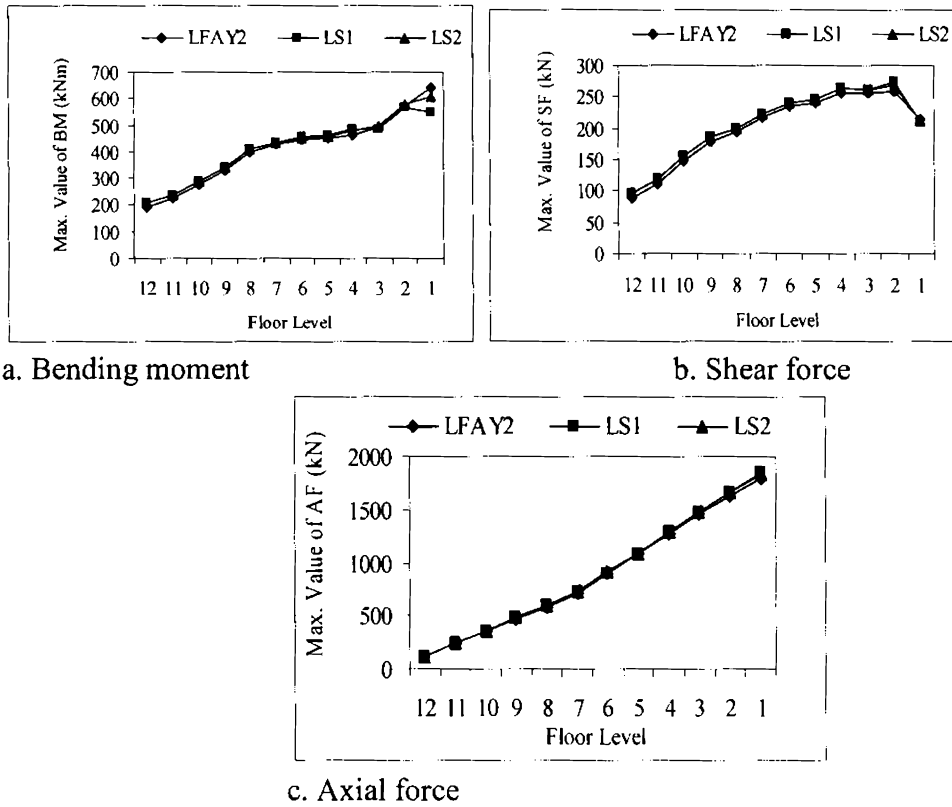 LFAY2 LS1 LS2
Max. Value of BM (kNm)
700
600
500
400
300
200
100
0
12 11 10 9 8 7 6 5 4 3 2 1
Floor Level
a. Bending moment
LFAY2 LS1 LS2
Max. Value of SF (kN)
300
250
200
150
100
50
0
12 11 10 9 8 7 6 5 4 3 2 1
Floor Level
b. Shear force
LFAY2 LS1 LS2
Max. Value of AF (kN)
2000
1500
1000
500
0
12 11 10 9 8 7 6 5 4 3 2 1
Floor Level
c. Axial force